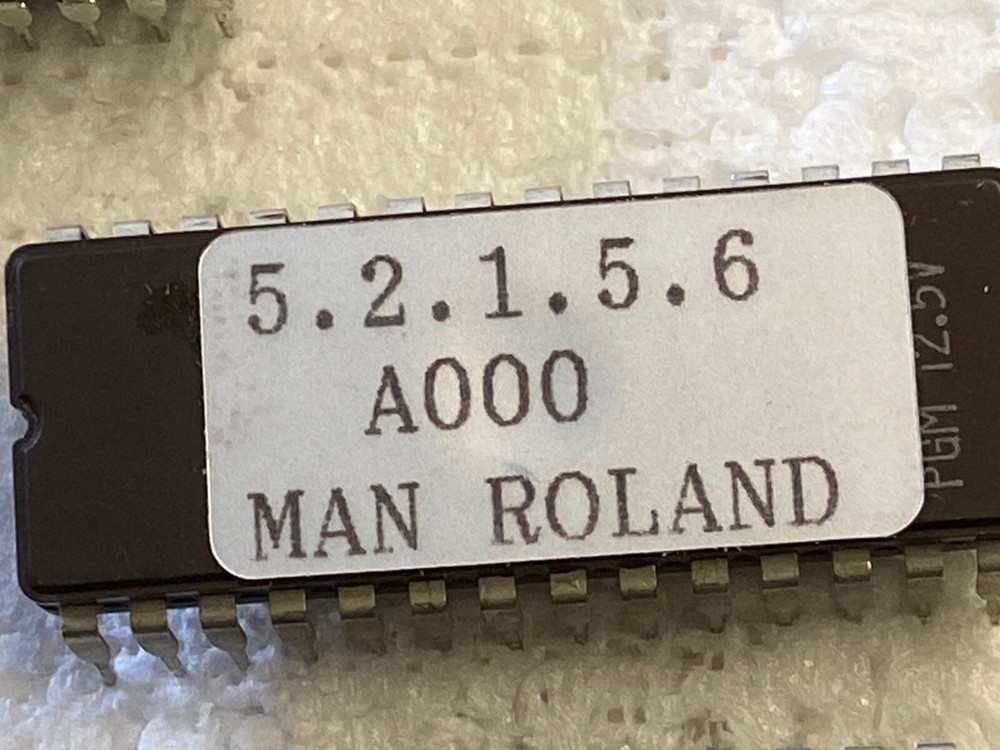 5.2.1.5.6
A000
MAN ROLAND
PGM 12.5V